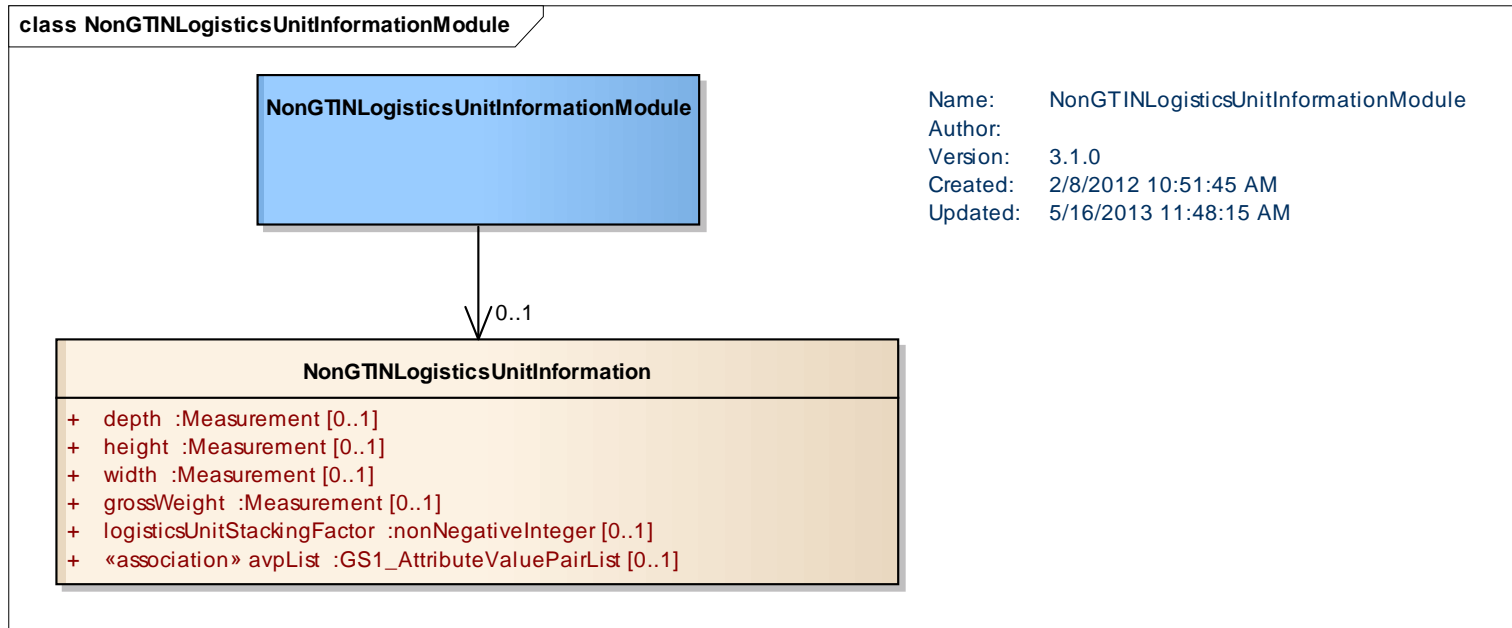 class NonGTINLogisticsUnitInformationModule
NonGTINLogisticsUnitInformationModule
Name: NonGTINLogisticsUnitInformationModule
Author:
Version: 3.1.0
Created: 2/8/2012 10:51:45 AM
Updated: 5/16/2013 11:48:15 AM
0..1
NonGTINLogisticsUnitInformation
+ depth :Measurement [0..1]
+ height :Measurement [0..1]
+ width :Measurement [0..1]
+ grossWeight :Measurement [0..1]
+ logisticsUnitStackingFactor :nonNegativeInteger [0..1]
+ «association» avpList :GS1_AttributeValuePairList [0..1]